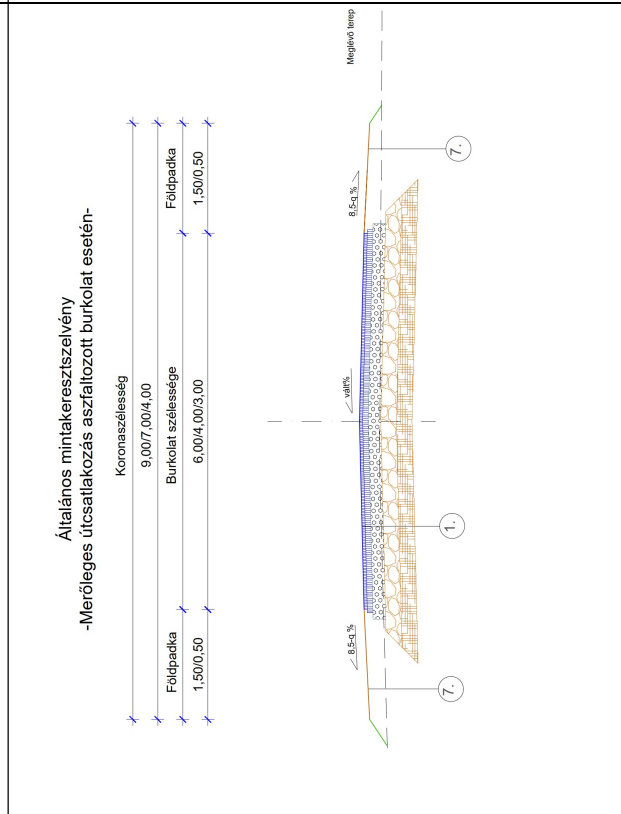 Általános mintakeresztszelvény
-Merőleges útcsatlakozás aszfaltozott burkolat esetén-
Koronaszélesség
9,00/7,00/4,00
Földpadka
Burkolat szélessége
Földpadka
1,50/0,50
6,00/4,00/3,00
1,50/0,50
Meglévő terep
8,5-q %
vált%
8,5-q %
7.
1.
7.